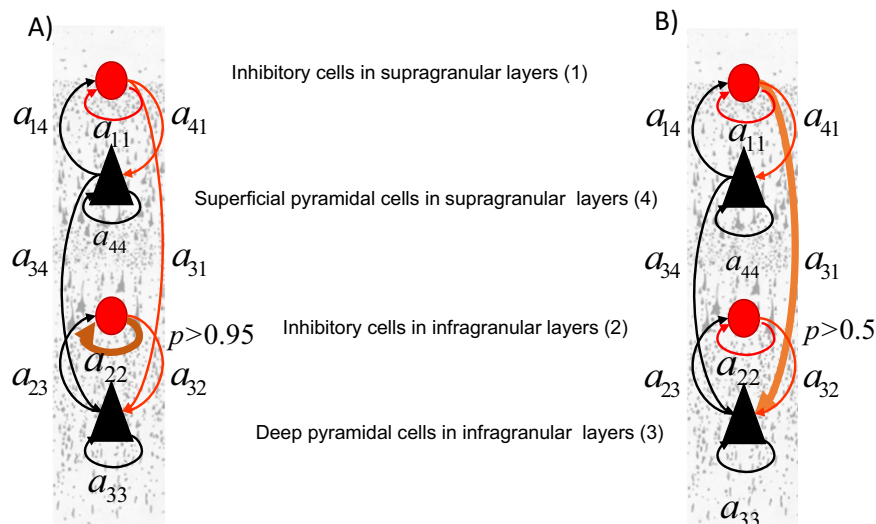 A)
B)
Inhibitory cells in supragranular layers (1)
a14
a11
a41
a14
a11
a41
Superficial pyramidal cells in supragranular layers (4)
a44
a34
a31
a44
a34
a31
Inhibitory cells in infragranular layers (2)
p>0.95
p>0.5
a22
a23
a32
a22
a23
a32
Deep pyramidal cells in infragranular layers (3)
a33
a33